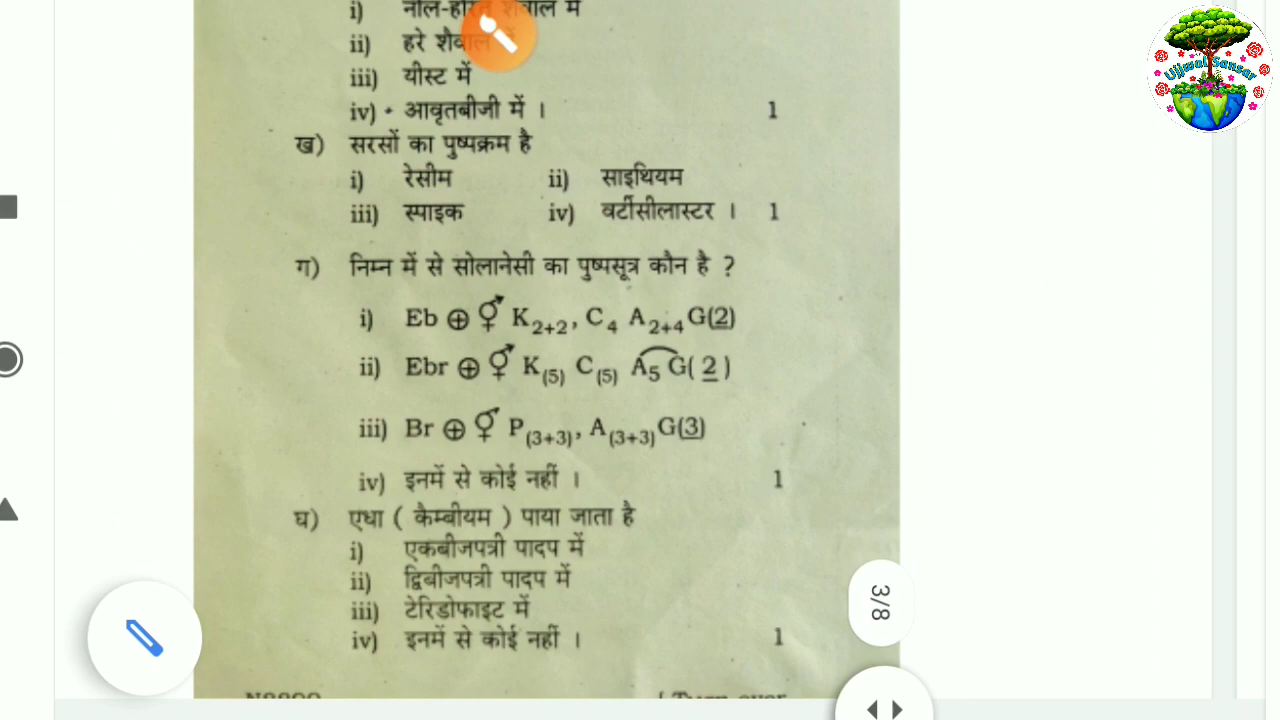 i) नील-हरित शैवाल में
ii) हरे शैवाल में
iii) यीस्ट में
iv) आवृतबीजी में । 1
ख) सरसों का पुष्पक्रम है
i) रेसीम ii) साइथियम
iii) स्पाइक iv) वर्टीसीलास्टर । 1
ग) निम्न में से सोलानेसी का पुष्पसूत्र कौन है ?
i) Eb ⊕ ⚥ K₂₊₂, C₄ A₂₊₄ G(2)
ii) Ebr ⊕ ⚥ K₍₅₎ C₍₅₎ A₅ G( 2 )
iii) Br ⊕ ⚥ P₍₃₊₃₎, A₍₃₊₃₎ G(3)
iv) इनमें से कोई नहीं । 1
घ) एधा ( कैम्बीयम ) पाया जाता है
i) एकबीजपत्री पादप में
ii) द्विबीजपत्री पादप में
iii) टेरिडोफाइट में
iv) इनमें से कोई नहीं । 1
Ujjwal Sansar
3/8